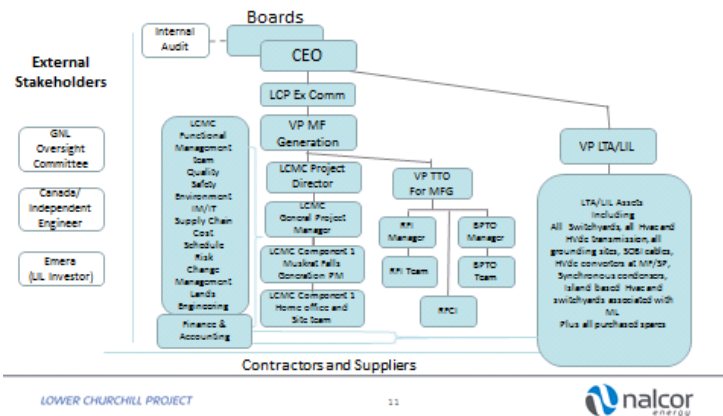 Boards
Internal
Audit
CEO
External
Stakeholders
LCP Ex Comm
LCMC
Functional
Management
team
Quality
Safety
Environment
IM/IT
Supply Chain
Cost
Schedule
Risk
Change
Management
Lands
Engineering
VP MF
Generation
VP LTA/LIL
GNL
Oversight
Committee
LCMC Project
Director
VP TTO
For MFG
Canada/
Independent
Engineer
LCMC
General Project
Manager
RFI
Manager
BPTO
Manager
LTA/LIL Assets
Including
All Switchyards, all Hvac and
HVdc transmission, all
grounding sites, SOBI cables,
HVdc converters at MF/SP,
Synchronous condensers,
Island based Hvac and
switchyards associated with
ML
Plus all purchased spares
Emera
(LIL Investor)
LCMC Component 1
Muskrat Falls
Generation PM
RFI Team
BPTO
Team
LCMC Component 1
Home office and
Site team
RFCI
Finance &
Accounting
Contractors and Suppliers
LOWER CHURCHILL PROJECT
11
nalcor
energy